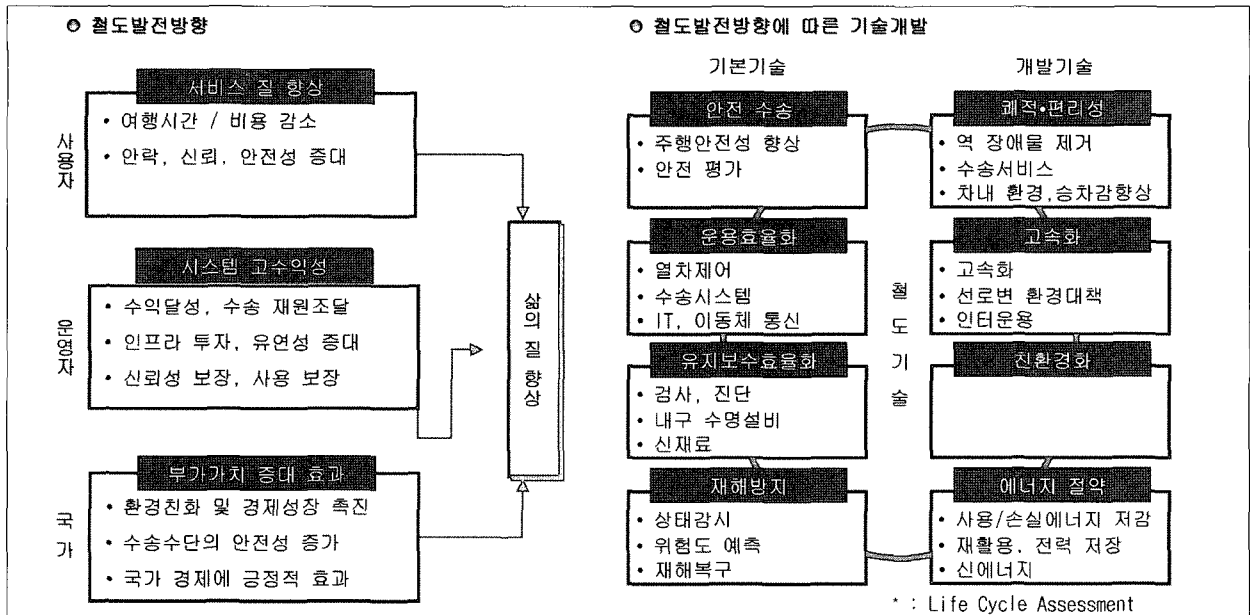 철도발전방향
사용자
서비스 질 향상
• 여행시간 / 비용 감소
• 안락, 신뢰, 안전성 증대
운영자
시스템 고수익성
• 수익달성, 수송 재원조달
• 인프라 투자, 유연성 증대
• 신뢰성 보장, 사용 보장
국가
부가가치 증대 효과
• 환경친화 및 경제성장 촉진
• 수송수단의 안전성 증가
• 국가 경제에 긍정적 효과
삶의 질 향상
철도발전방향에 따른 기술개발
기본기술
안전 수송
• 주행안전성 향상
• 안전 평가
운용효율화
• 열차제어
• 수송시스템
• IT, 이동체 통신
유지보수효율화
• 검사, 진단
• 내구 수명설비
• 신재료
재해방지
• 상태감시
• 위험도 예측
• 재해복구
철도기술
개발기술
쾌적•편리성
• 역 장애물 제거
• 수송서비스
• 차내 환경,승차감향상
고속화
• 고속화
• 선로변 환경대책
• 인터운용
친환경화
에너지 절약
• 사용/손실에너지 저감
• 재활용, 전력 저장
• 신에너지
* : Life Cycle Assessment